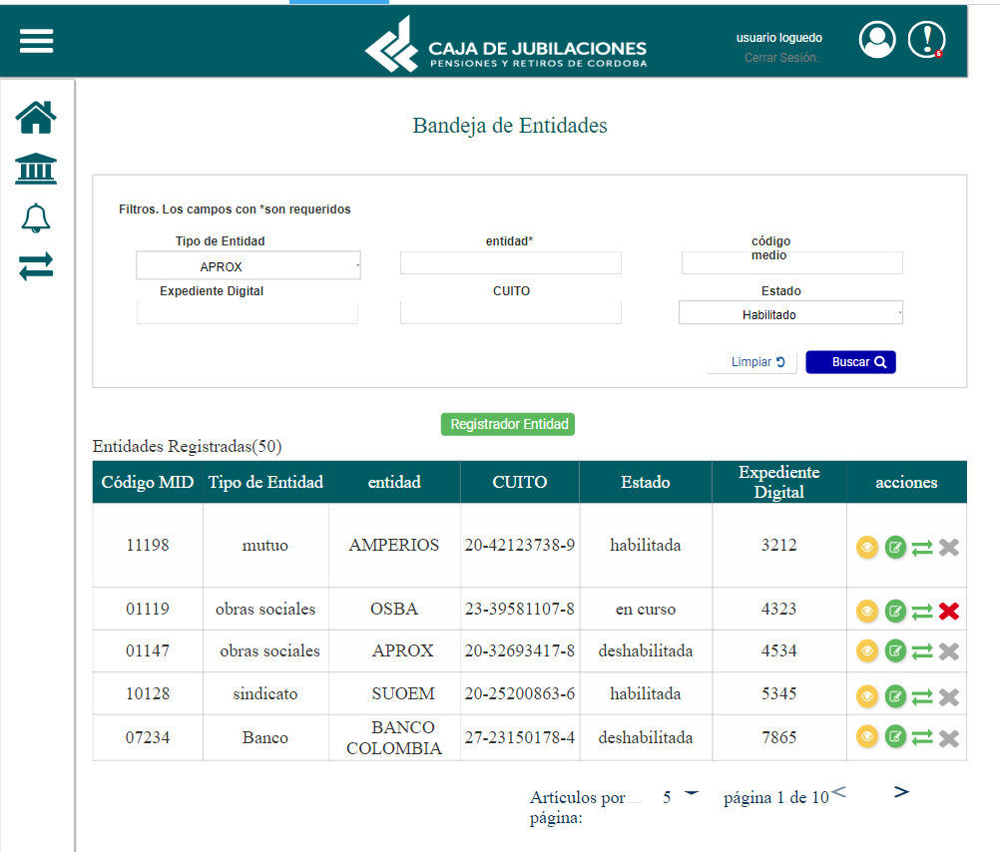 CAJA DE JUBILACIONES
PENSIONES Y RETIROS DE CORDOBA
usuario loguedo
Cerrar Sesión.
5
Bandeja de Entidades
Filtros. Los campos con *son requeridos
Tipo de Entidad entidad* código medio
APROX
Expediente Digital CUITO Estado
Habilitado
Limpiar Buscar
Registrador Entidad
Entidades Registradas(50)
Código MID Tipo de Entidad entidad CUITO Estado Expediente Digital acciones
11198 mutuo AMPERIOS 20-42123738-9 habilitada 3212
01119 obras sociales OSBA 23-39581107-8 en curso 4323
01147 obras sociales APROX 20-32693417-8 deshabilitada 4534
10128 sindicato SUOEM 20-25200863-6 habilitada 5345
07234 Banco BANCO COLOMBIA 27-23150178-4 deshabilitada 7865
Artículos por página: 5 página 1 de 10 < >